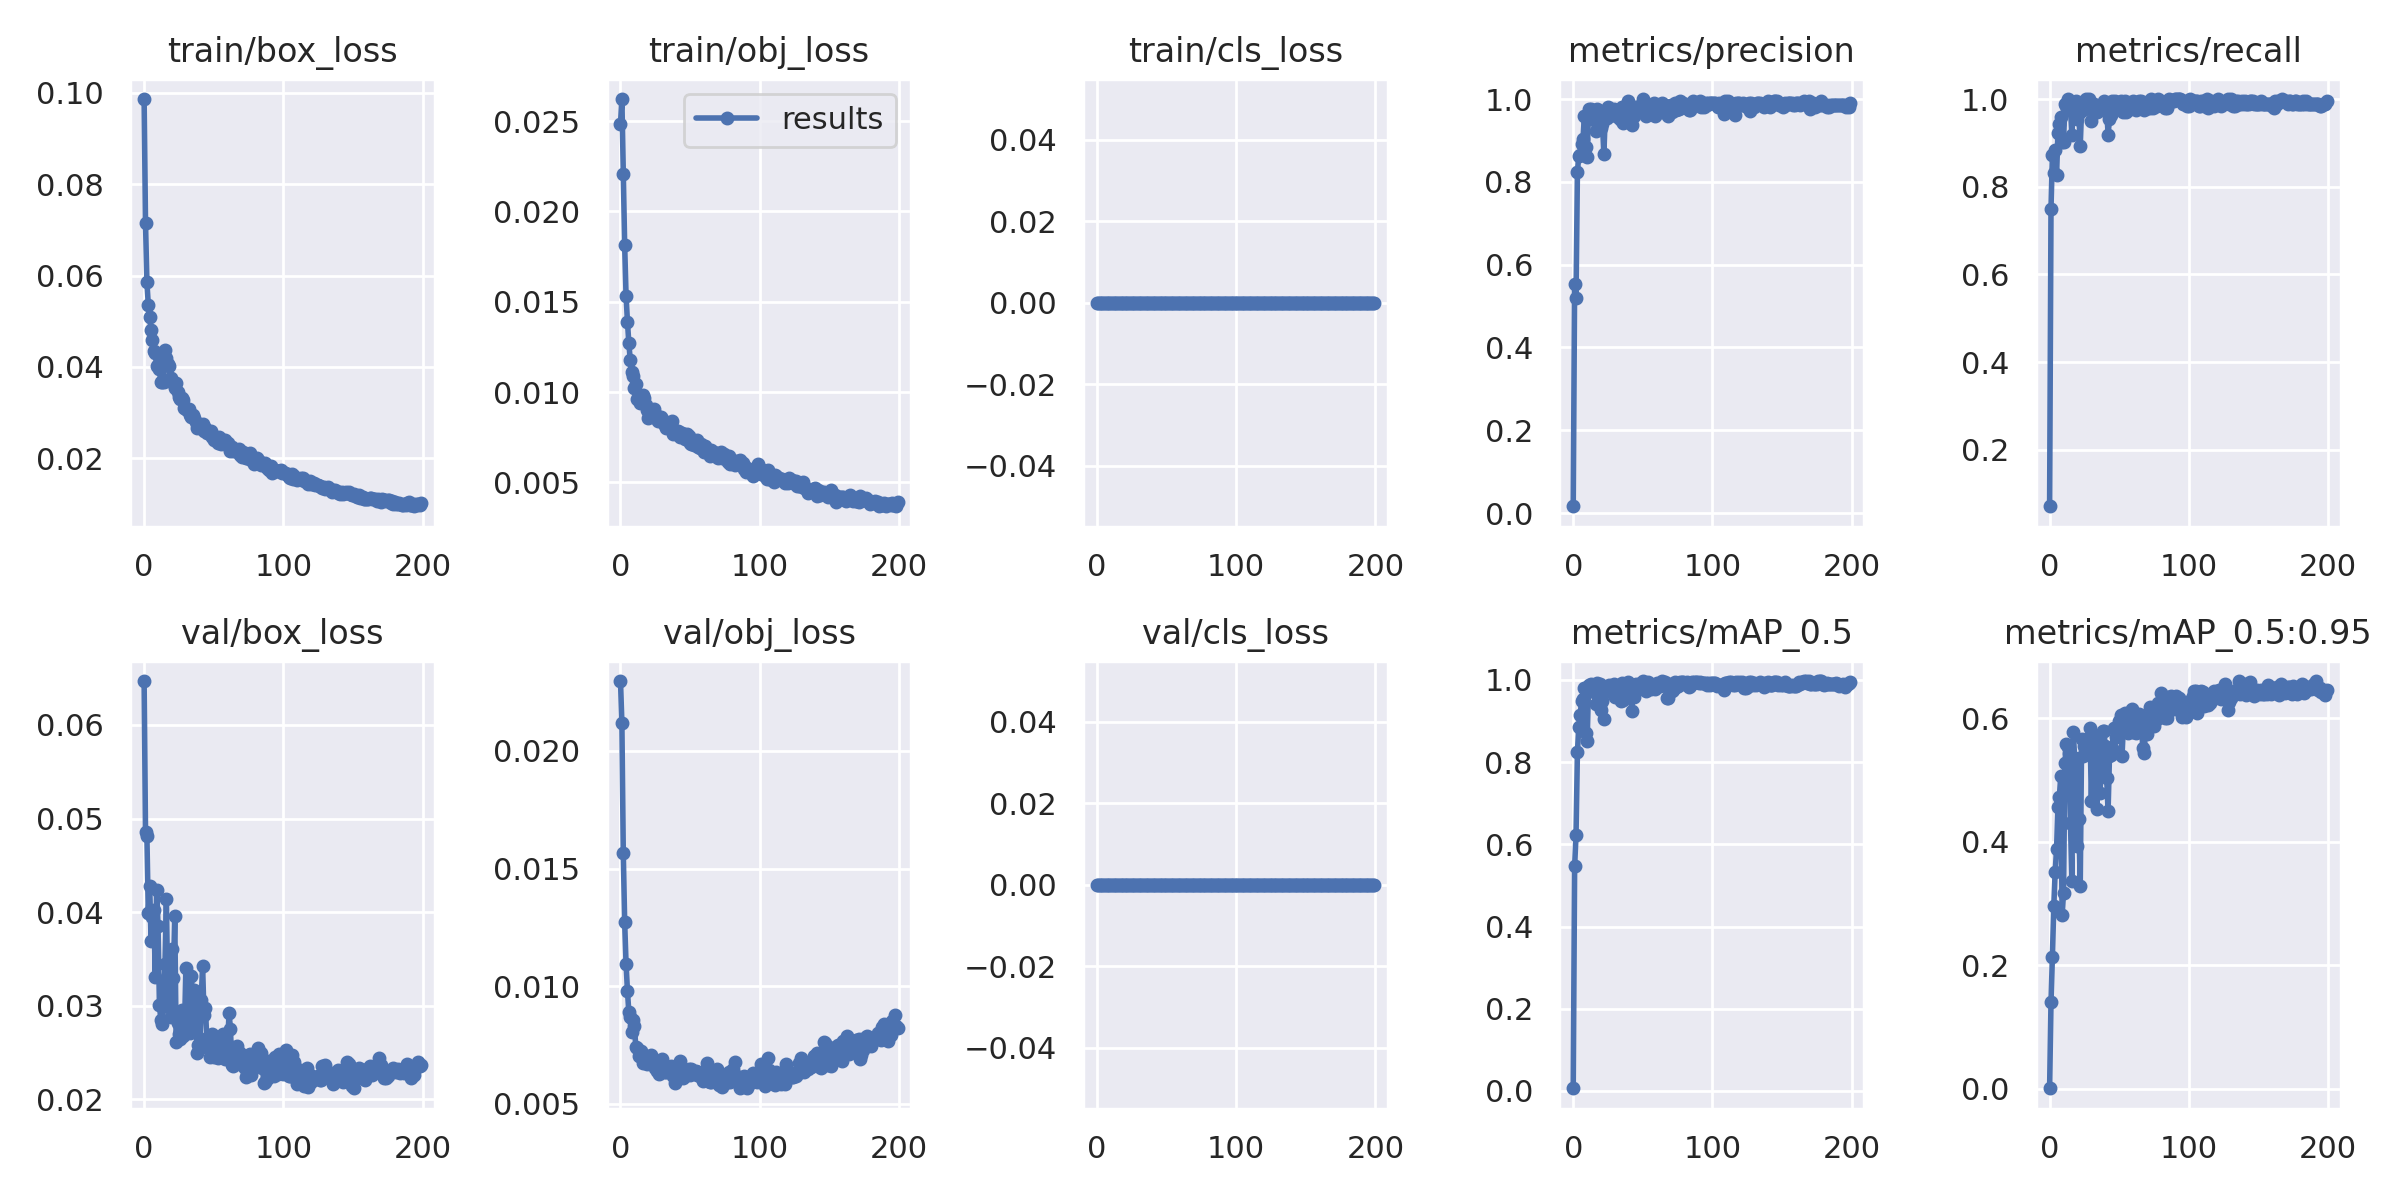 train/box_loss train/obj_loss train/cls_loss metrics/precision metrics/recall
0.10 0.08 0.06 0.04 0.02
0 100 200
results
0.025 0.020 0.015 0.010 0.005
0 100 200
0.04 0.02 0.00 −0.02 −0.04
0 100 200
1.0 0.8 0.6 0.4 0.2 0.0
0 100 200
1.0 0.8 0.6 0.4 0.2
0 100 200
val/box_loss val/obj_loss val/cls_loss metrics/mAP_0.5 metrics/mAP_0.5:0.95
0.06 0.05 0.04 0.03 0.02
0 100 200
0.020 0.015 0.010 0.005
0 100 200
0.04 0.02 0.00 −0.02 −0.04
0 100 200
1.0 0.8 0.6 0.4 0.2 0.0
0 100 200
0.6 0.4 0.2 0.0
0 100 200